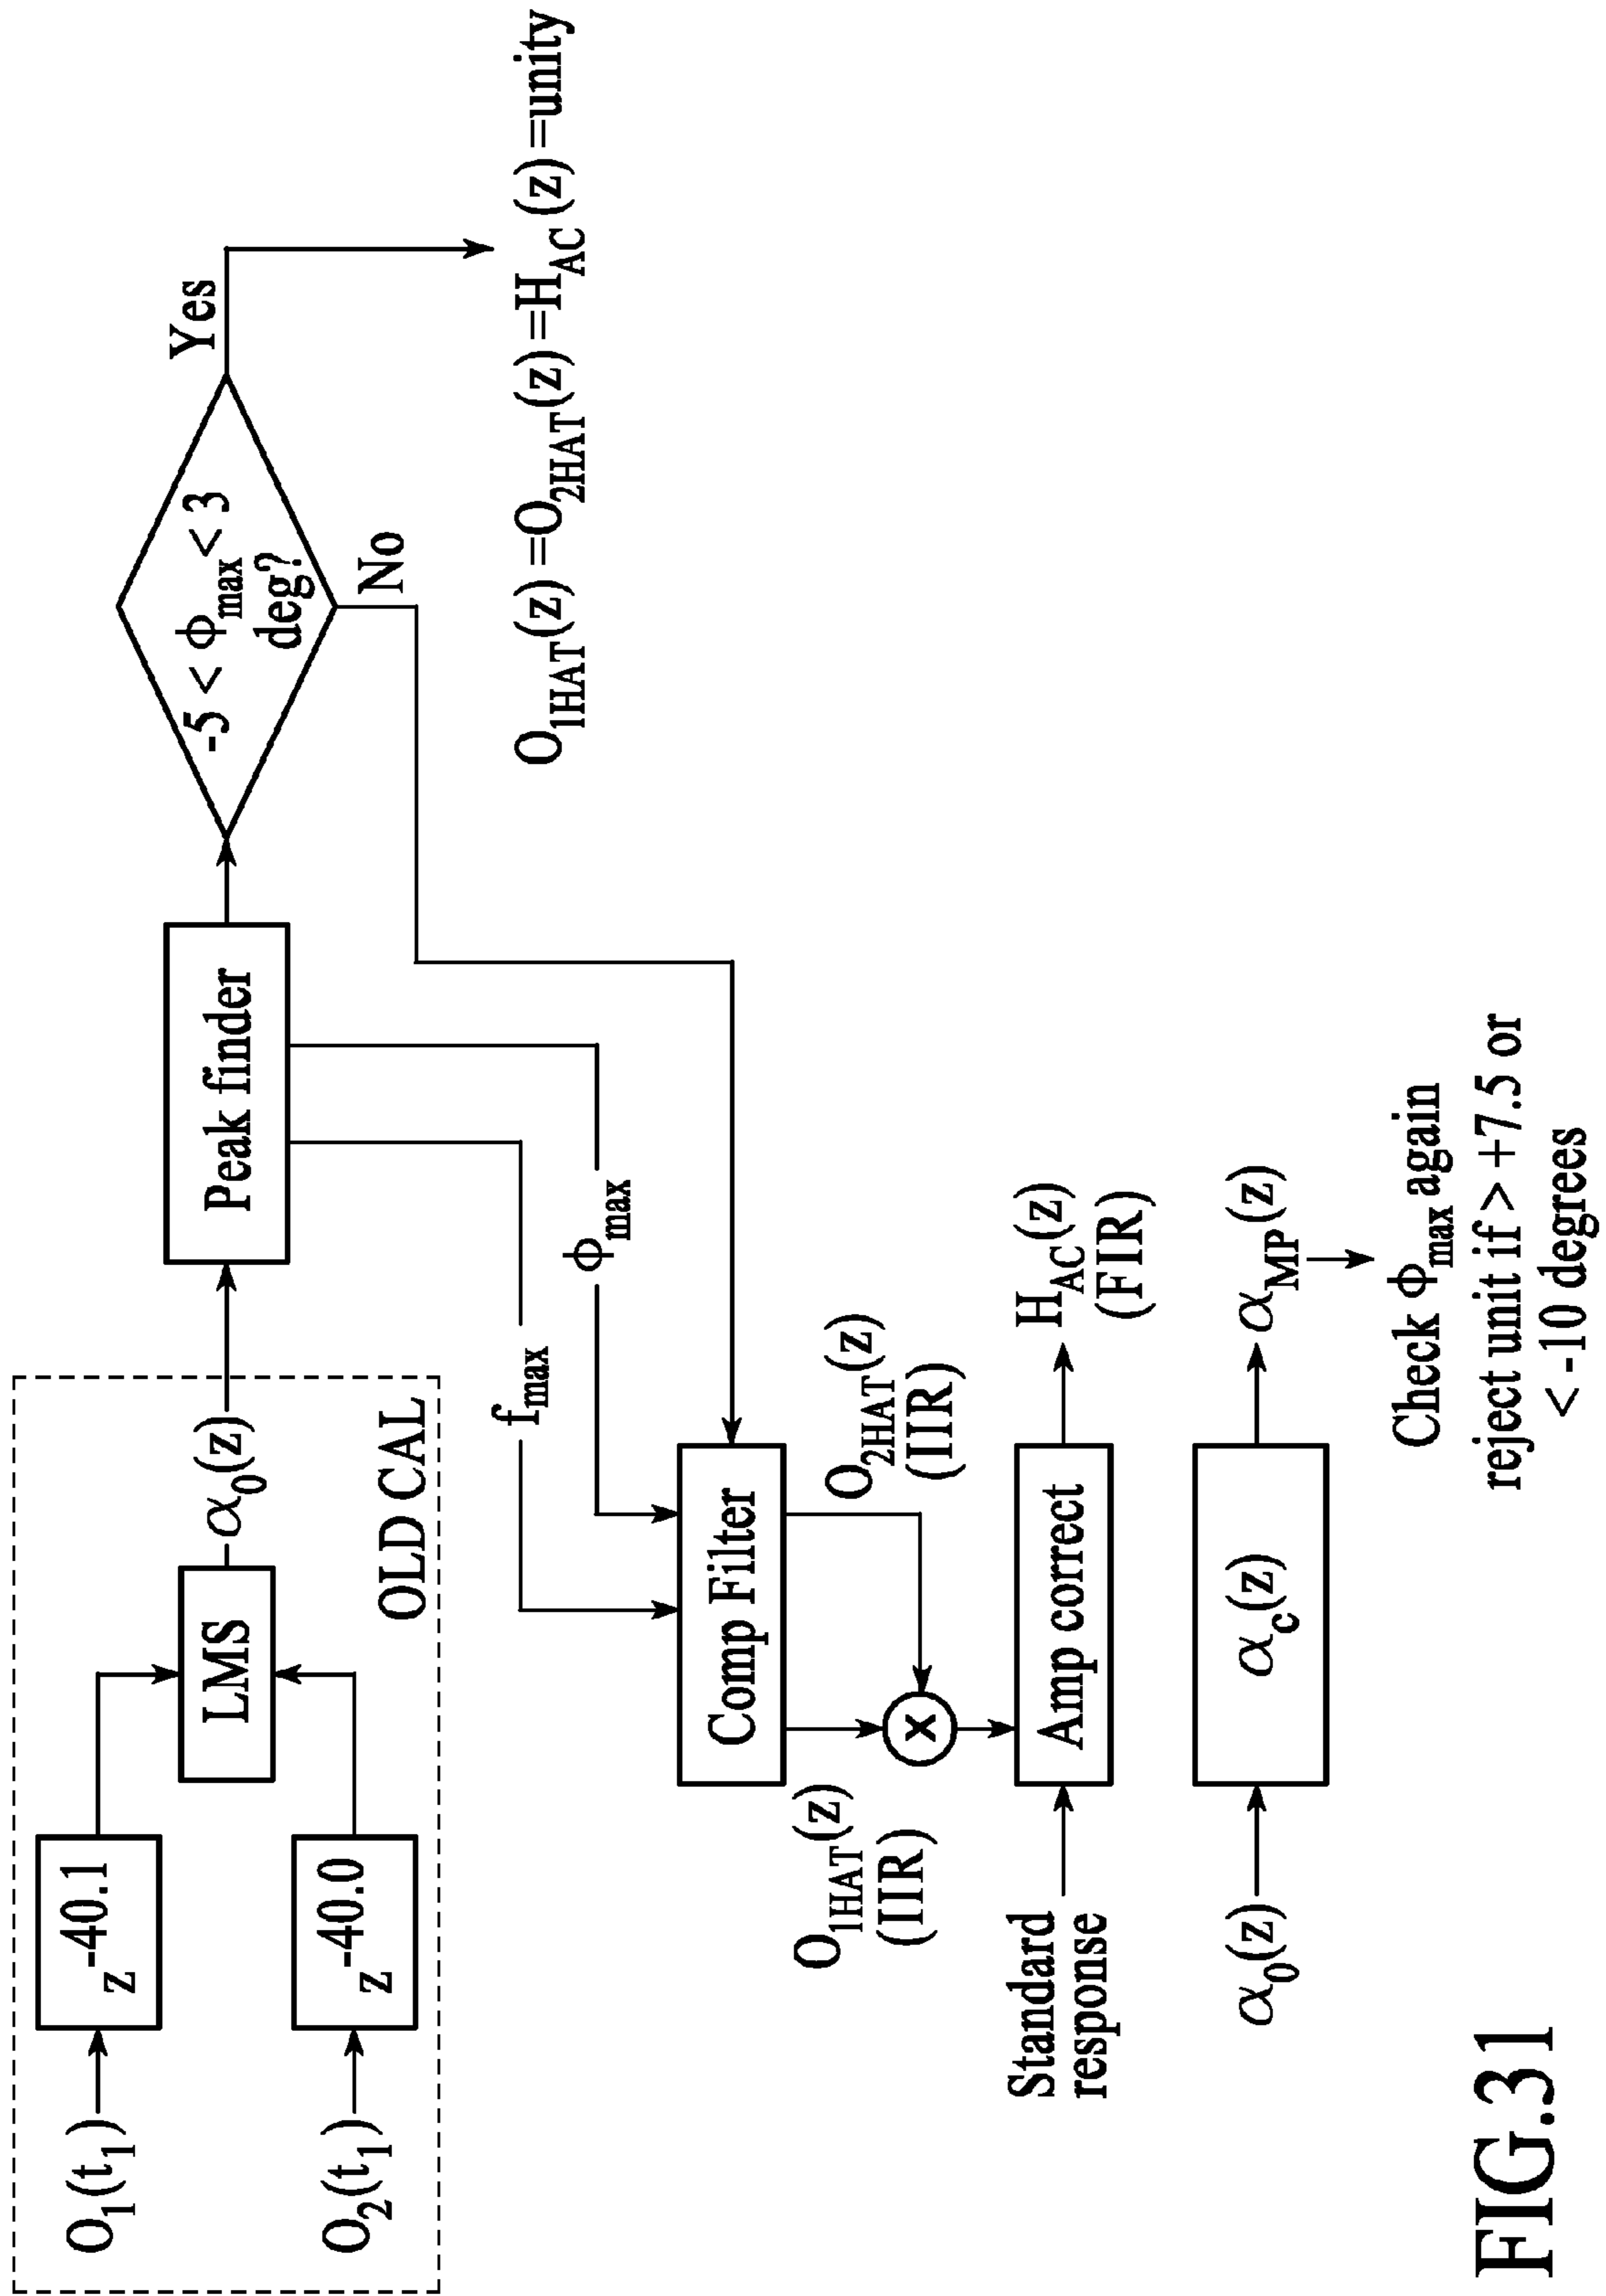 O1(t1)
z-40.1
O2(t1)
z-40.0
LMS
α0(z)
OLD CAL
Peak finder
-5 < ϕmax < 3
deg?
Yes
No
O1HAT(z)=O2HAT(z)=HAC(z)=unity
fmax
ϕmax
Comp Filter
O1HAT(z)
(IIR)
O2HAT(z)
(IIR)
x
Standard
response
Amp correct
HAC(z)
(FIR)
α0(z)
αc(z)
αMP(z)
Check ϕmax again
reject unit if > +7.5 or
< -10 degrees
FIG.31